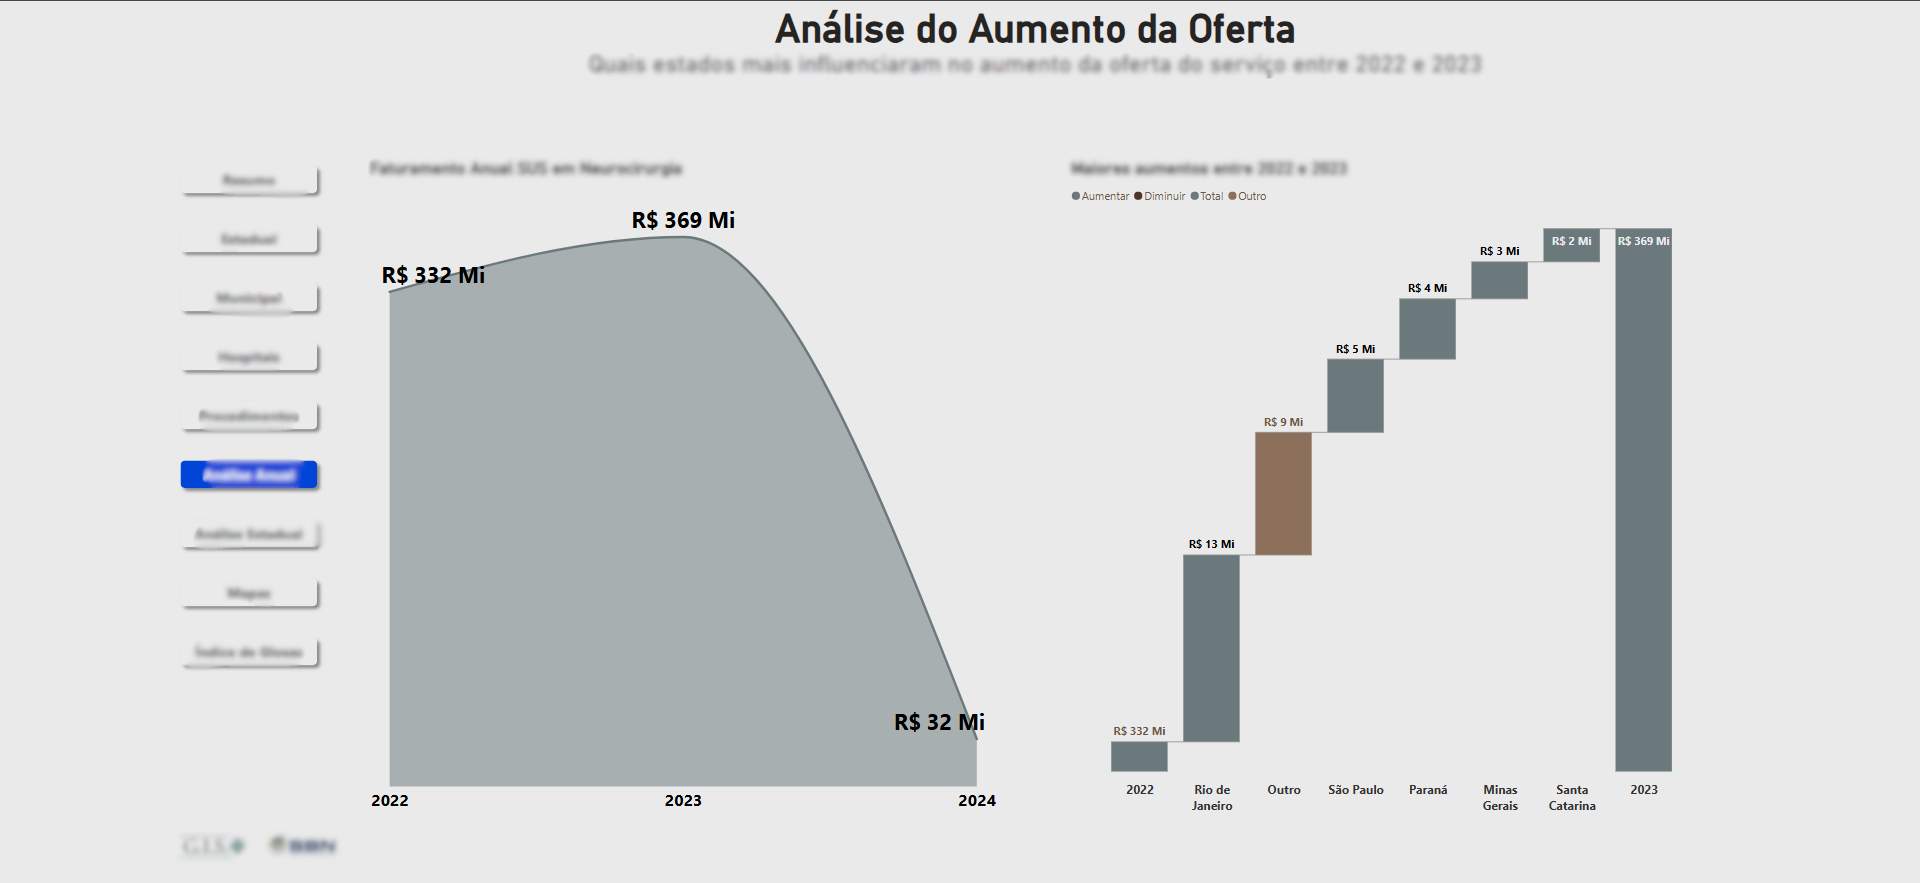 Análise do Aumento da Oferta
Quais estados mais influenciaram no aumento da oferta do serviço entre 2022 e 2023
Resumo
Estadual
Municipal
Hospitais
Procedimentos
Análise Anual
Análise Estadual
Mapas
Índice de Glosas
Faturamento Anual SUS em Neurocirurgia
R$ 332 Mi
R$ 369 Mi
R$ 32 Mi
2022
2023
2024
Maiores aumentos entre 2022 e 2023
Aumentar Diminuir Total Outro
R$ 332 Mi
R$ 13 Mi
R$ 9 Mi
R$ 5 Mi
R$ 4 Mi
R$ 3 Mi
R$ 2 Mi
R$ 369 Mi
2022
Rio de
Janeiro
Outro
São Paulo
Paraná
Minas
Gerais
Santa
Catarina
2023
G.I.S.
SBN